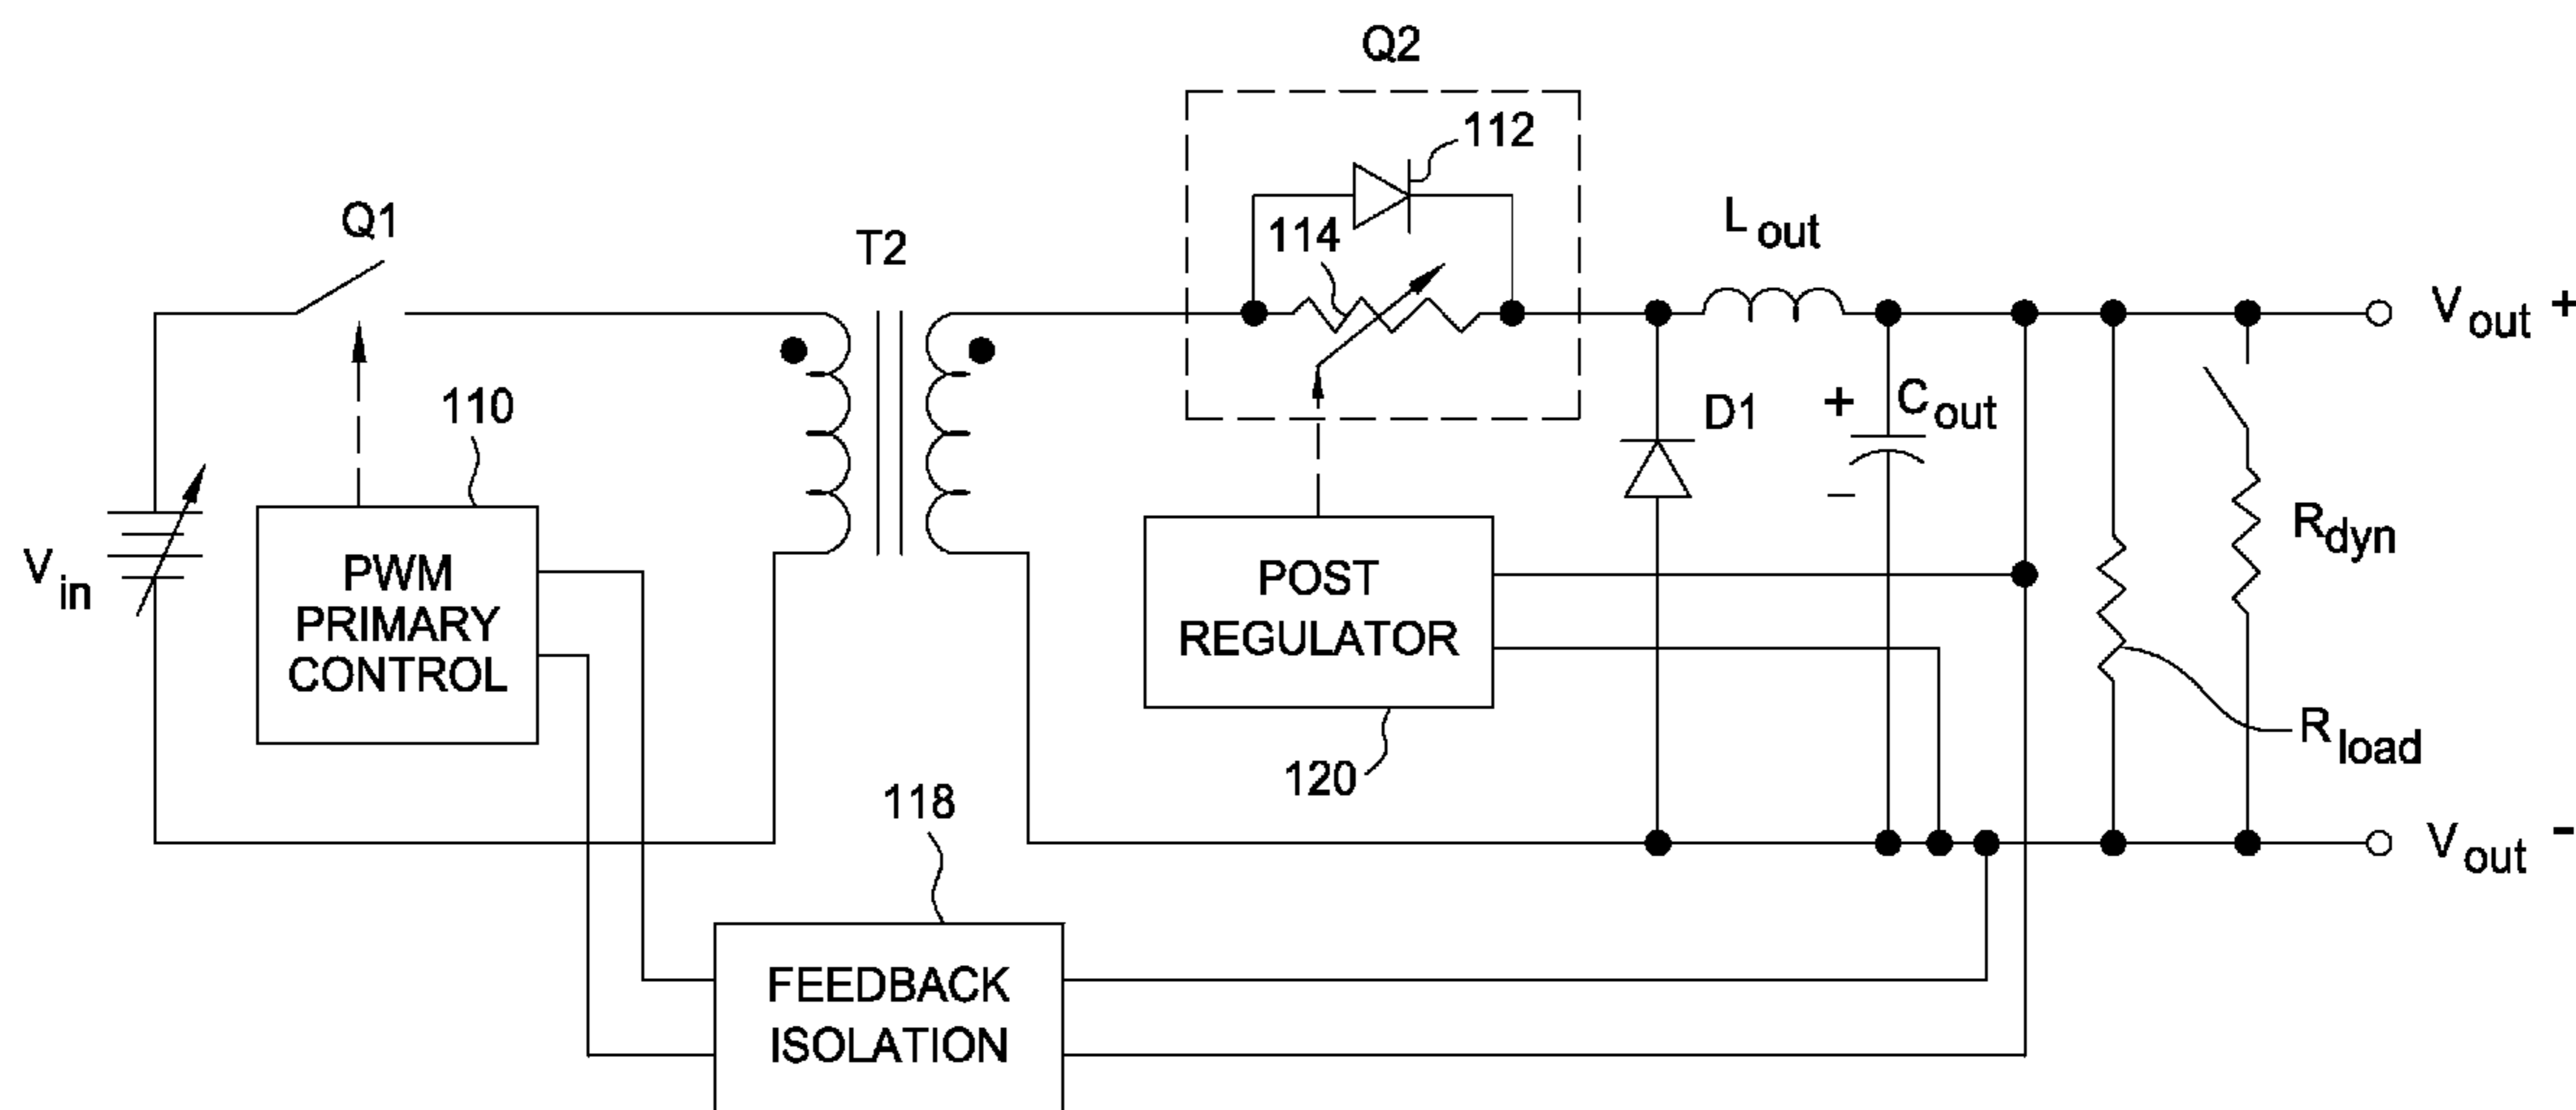 Q2
112
Q1
114
L out
T2
V out +
110
D1
+
C out
V in
PWM
PRIMARY
CONTROL
POST
REGULATOR
−
R dyn
R load
120
118
V out -
FEEDBACK
ISOLATION